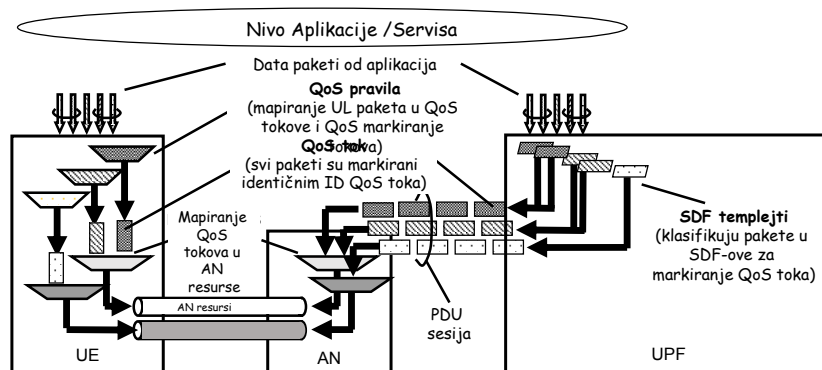 Nivo Aplikacije /Servisa
Data paketi od aplikacija
QoS pravila
(mapiranje UL paketa u QoS
tokove i QoS markiranje
tokova)
QoS tok
(svi paketi su markirani
identičnim ID QoS toka)
Mapiranje
QoS
tokova u
AN
resurse
SDF templejti
(klasifikuju pakete u
SDF-ove za
markiranje QoS toka)
AN resursi
PDU
sesija
UE
AN
UPF